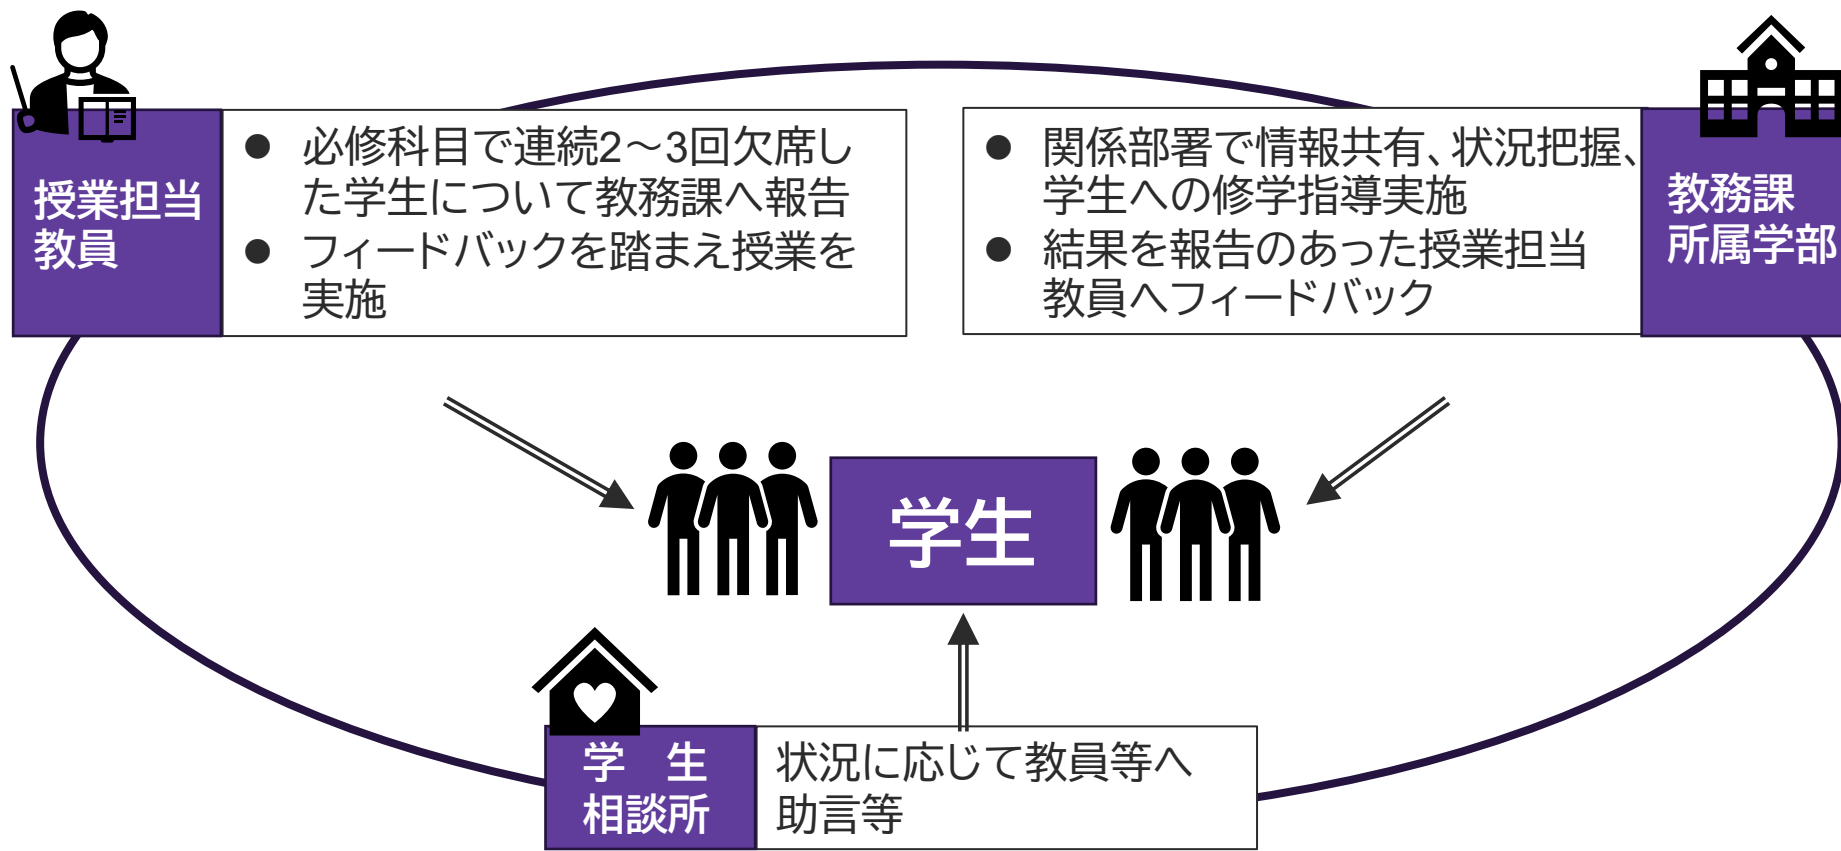 授業担当
教員
● 必修科目で連続2～3回欠席し
た学生について教務課へ報告
● フィードバックを踏まえ授業を
実施
● 関係部署で情報共有、状況把握、
学生への修学指導実施
● 結果を報告のあった授業担当
教員へフィードバック
教務課
所属学部
学生
学　生
相談所
状況に応じて教員等へ
助言等